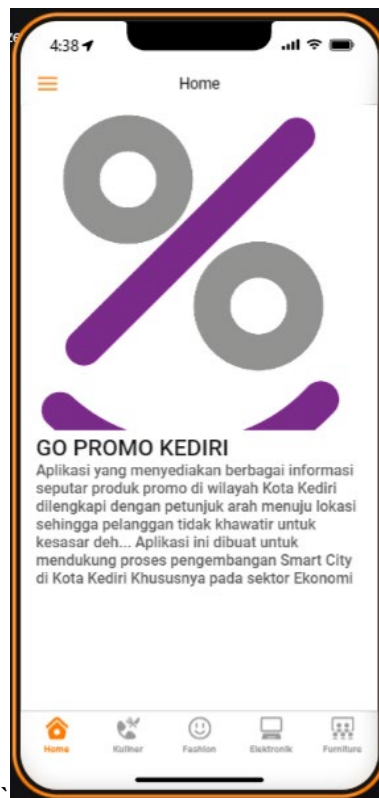 4:38
Home
GO PROMO KEDIRI
Aplikasi yang menyediakan berbagai informasi
seputar produk promo di wilayah Kota Kediri
dilengkapi dengan petunjuk arah menuju lokasi
sehingga pelanggan tidak khawatir untuk
kesasar deh... Aplikasi ini dibuat untuk
mendukung proses pengembangan Smart City
di Kota Kediri Khususnya pada sektor Ekonomi
Home Kuliner Fashion Elektronik Furniture